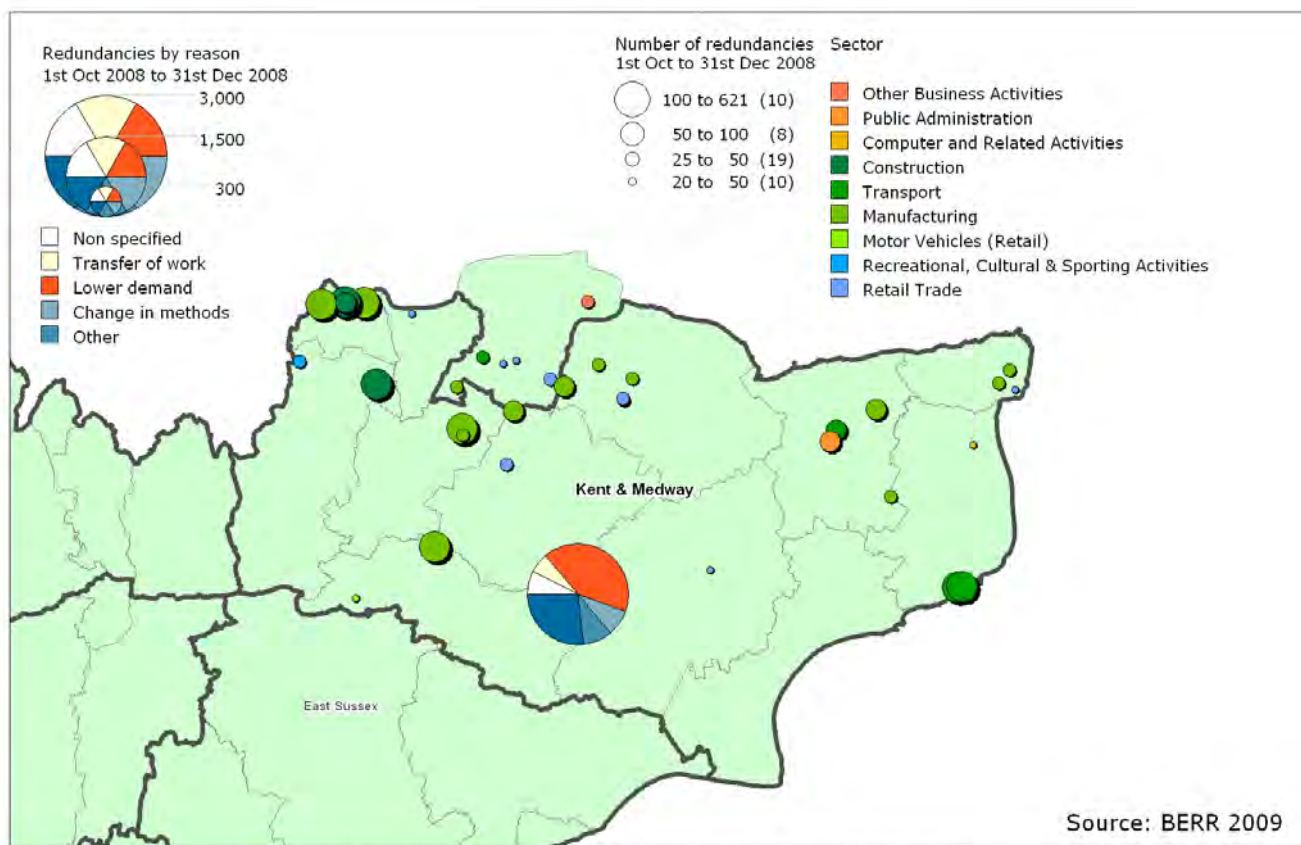 Redundancies by reason
1st Oct 2008 to 31st Dec 2008
3,000
1,500
300
Non specified
Transfer of work
Lower demand
Change in methods
Other
Number of redundancies
1st Oct to 31st Dec 2008
100 to 621 (10)
50 to 100 (8)
25 to 50 (19)
20 to 50 (10)
Sector
Other Business Activities
Public Administration
Computer and Related Activities
Construction
Transport
Manufacturing
Motor Vehicles (Retail)
Recreational, Cultural & Sporting Activities
Retail Trade
Kent & Medway
East Sussex
Source: BERR 2009